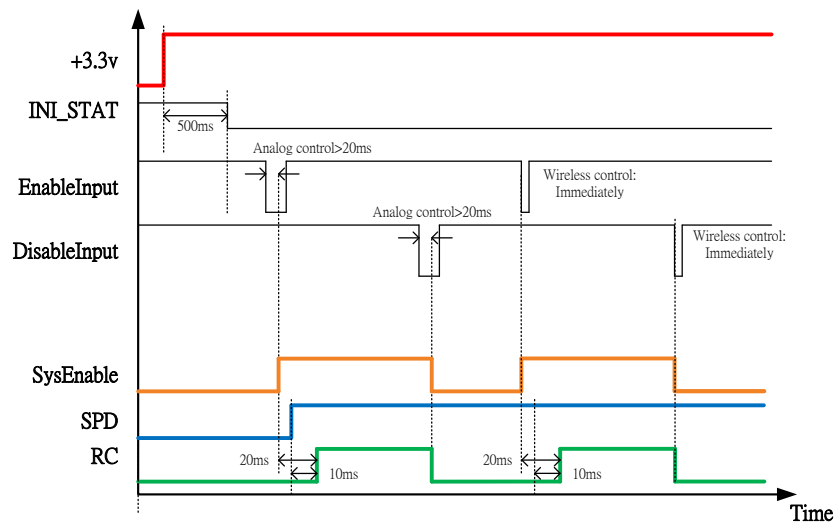 +3.3v
INI_STAT
500ms
Analog control>20ms
EnableInput
Wireless control:
Immediately
Analog control>20ms
DisableInput
Wireless control:
Immediately
SysEnable
SPD
RC
20ms
10ms
20ms
10ms
Time